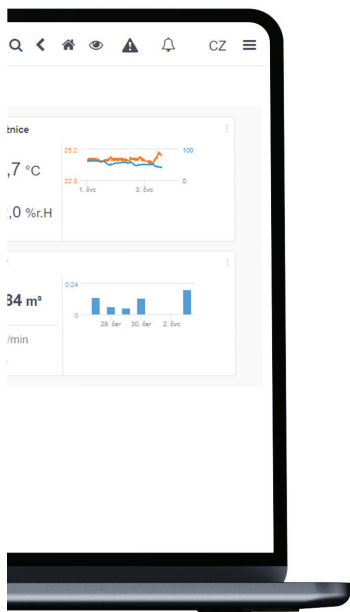 CZ
žnice
,7 °C
,0 %r.H
25.2
100
22.8
0
1. čvc
3. čvc
84 m³
/min
0.24
0
28. čer
30. čer
2. čvc